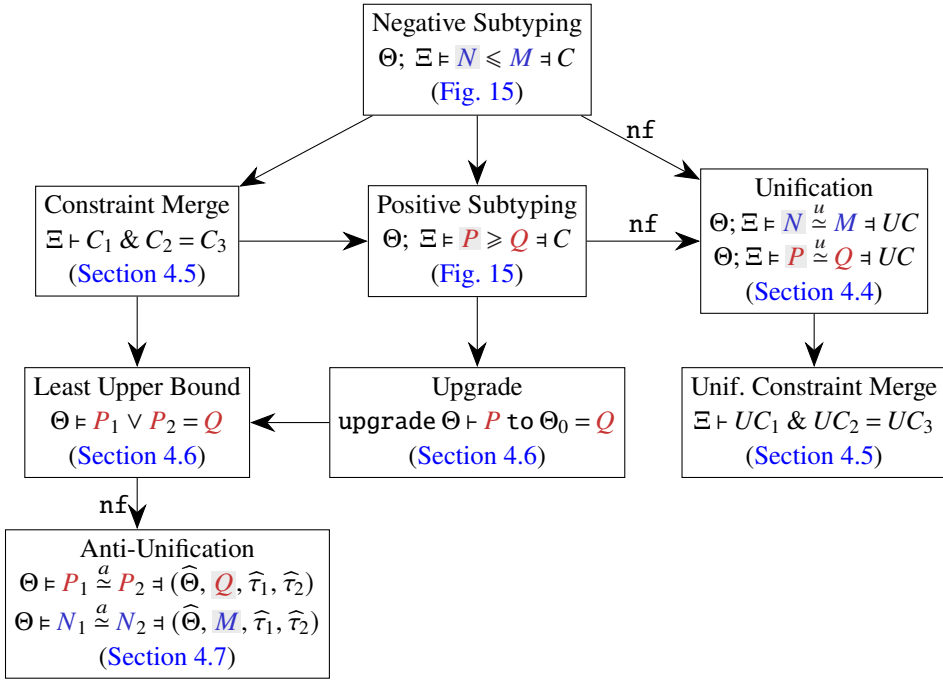 Negative Subtyping
Θ; Ξ ⊨ N ⩽ M ⫤ C
(Fig. 15)
nf
Constraint Merge
Ξ ⊢ C₁ & C₂ = C₃
(Section 4.5)
Positive Subtyping
Θ; Ξ ⊨ P ⩾ Q ⫤ C
(Fig. 15)
nf
Unification
Θ; Ξ ⊨ N ≃ᵘ M ⫤ UC
Θ; Ξ ⊨ P ≃ᵘ Q ⫤ UC
(Section 4.4)
Least Upper Bound
Θ ⊨ P₁ ∨ P₂ = Q
(Section 4.6)
Upgrade
upgrade Θ ⊢ P to Θ₀ = Q
(Section 4.6)
Unif. Constraint Merge
Ξ ⊢ UC₁ & UC₂ = UC₃
(Section 4.5)
nf
Anti-Unification
Θ ⊨ P₁ ≃ᵃ P₂ ⫤ (Θ̂, Q, τ̂₁, τ̂₂)
Θ ⊨ N₁ ≃ᵃ N₂ ⫤ (Θ̂, M, τ̂₁, τ̂₂)
(Section 4.7)